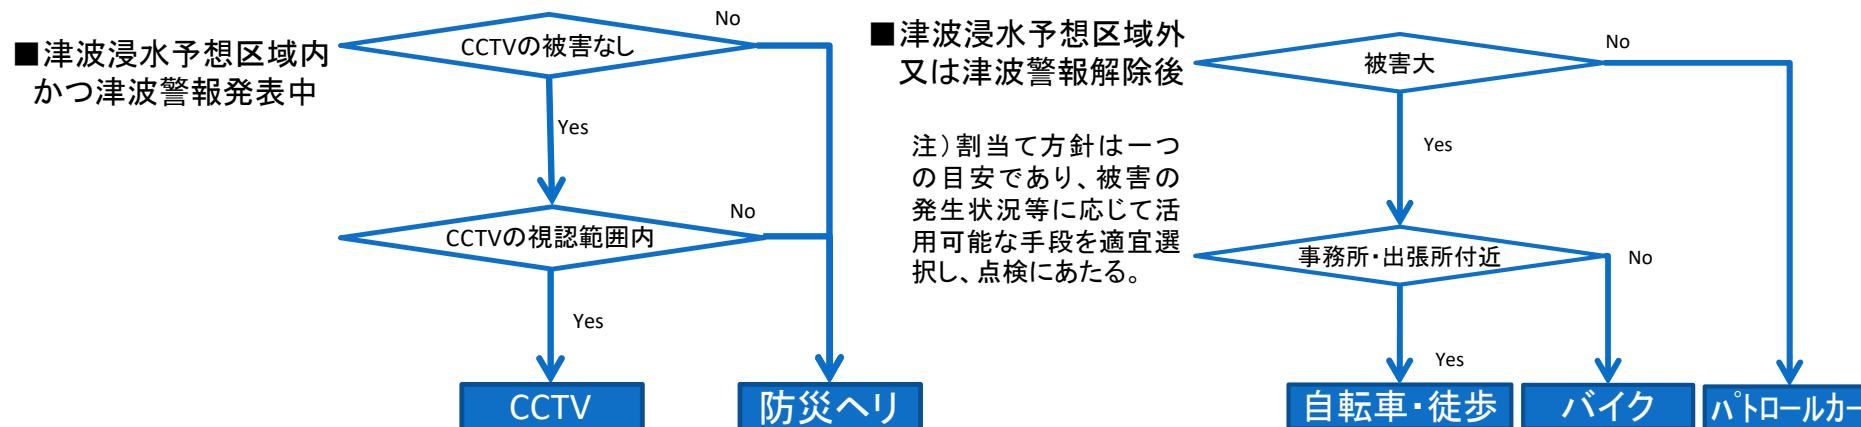 ■津波浸水予想区域内
かつ津波警報発表中
CCTVの被害なし
No
Yes
CCTVの視認範囲内
No
Yes
CCTV
防災ヘリ
■津波浸水予想区域外
又は津波警報解除後
注）割当て方針は一つ
の目安であり、被害の
発生状況等に応じて活
用可能な手段を適宜選
択し、点検にあたる。
被害大
No
Yes
事務所・出張所付近
No
Yes
自転車・徒歩
バイク
パトロールカー